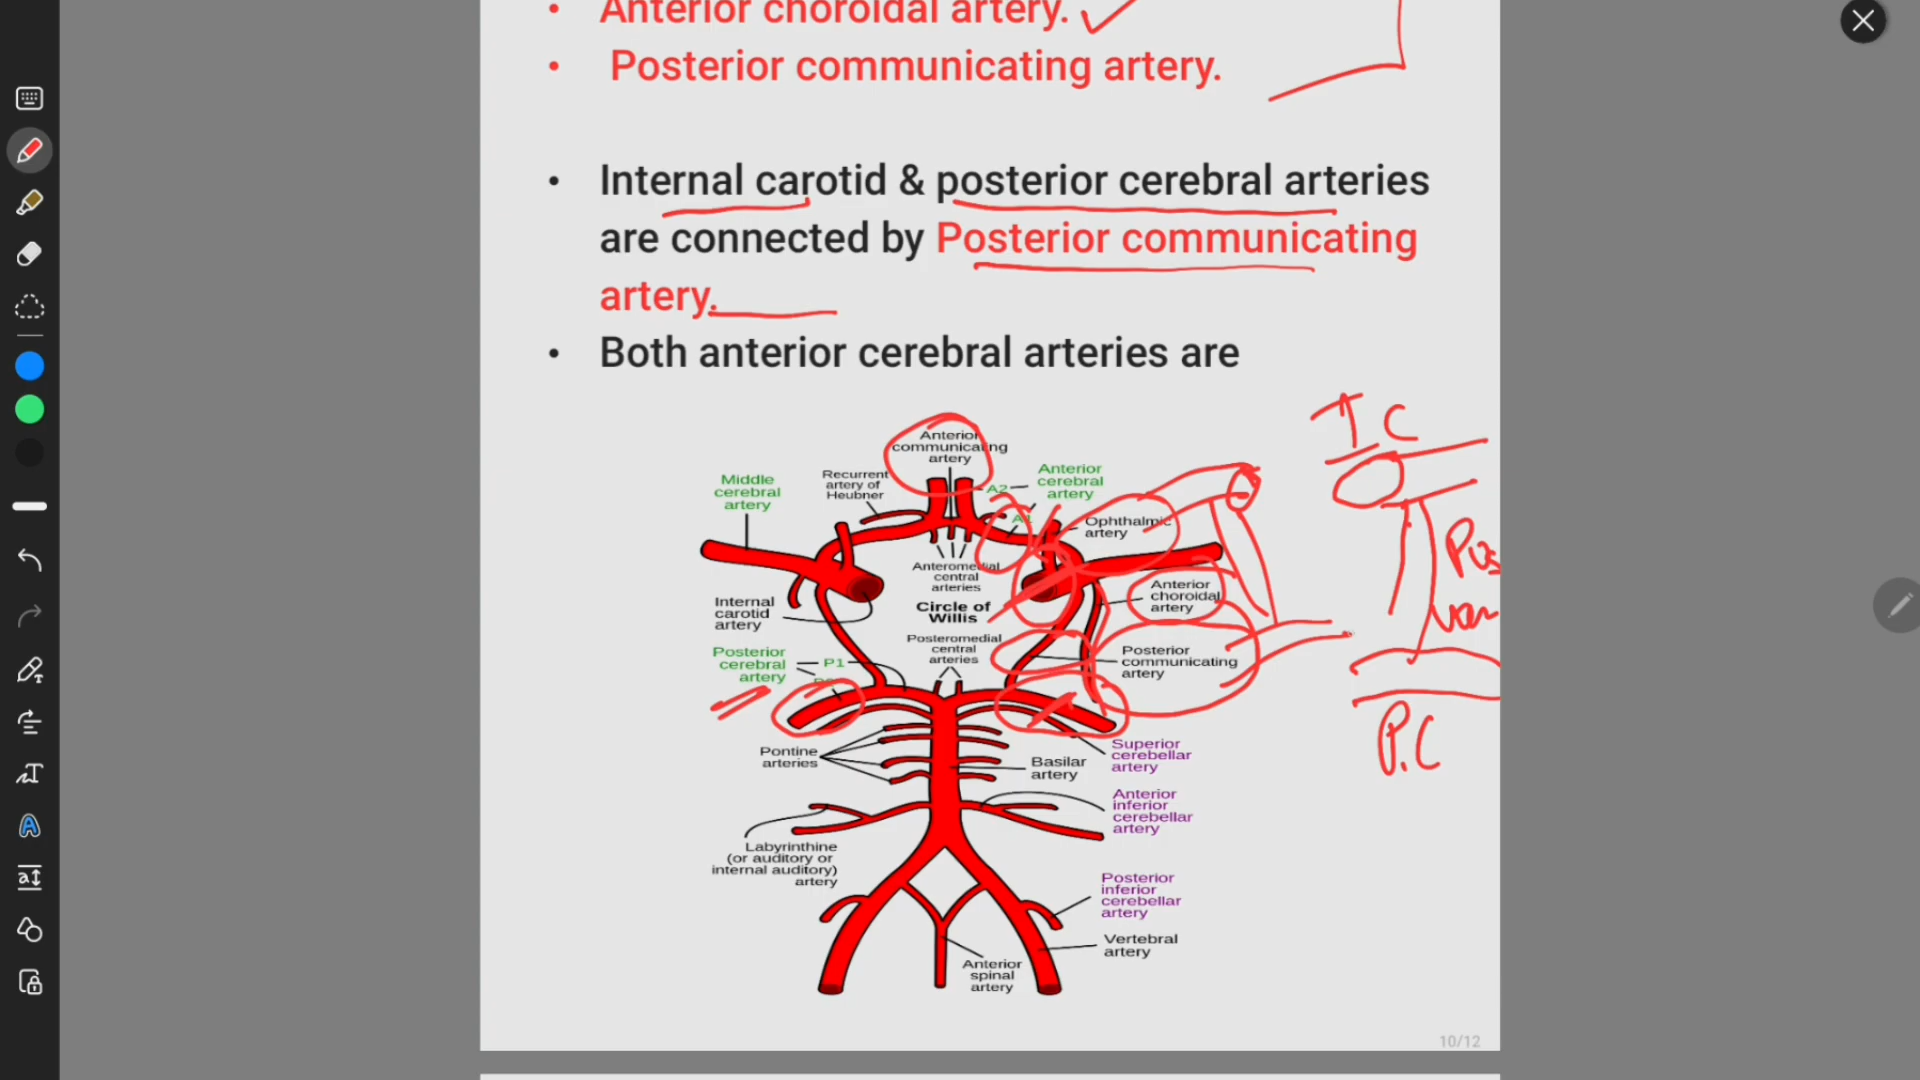 Anterior choroidal artery.
Posterior communicating artery.
Internal carotid & posterior cerebral arteries
are connected by Posterior communicating
artery.
Both anterior cerebral arteries are
Anterior
communicating
artery
Recurrent
artery of
Heubner
Middle
cerebral
artery
A2
Anterior
cerebral
artery
A1
Ophthalmic
artery
Anteromedial
central
arteries
Anterior
choroidal
artery
Internal
carotid
artery
Circle of
Willis
Posteromedial
central
arteries
Posterior
cerebral
artery
P1
P2
Posterior
communicating
artery
I C
P.C
Pontine
arteries
Superior
cerebellar
artery
Basilar
artery
Anterior
inferior
cerebellar
artery
Labyrinthine
(or auditory or
internal auditory)
artery
Posterior
inferior
cerebellar
artery
Vertebral
artery
Anterior
spinal
artery
10/12